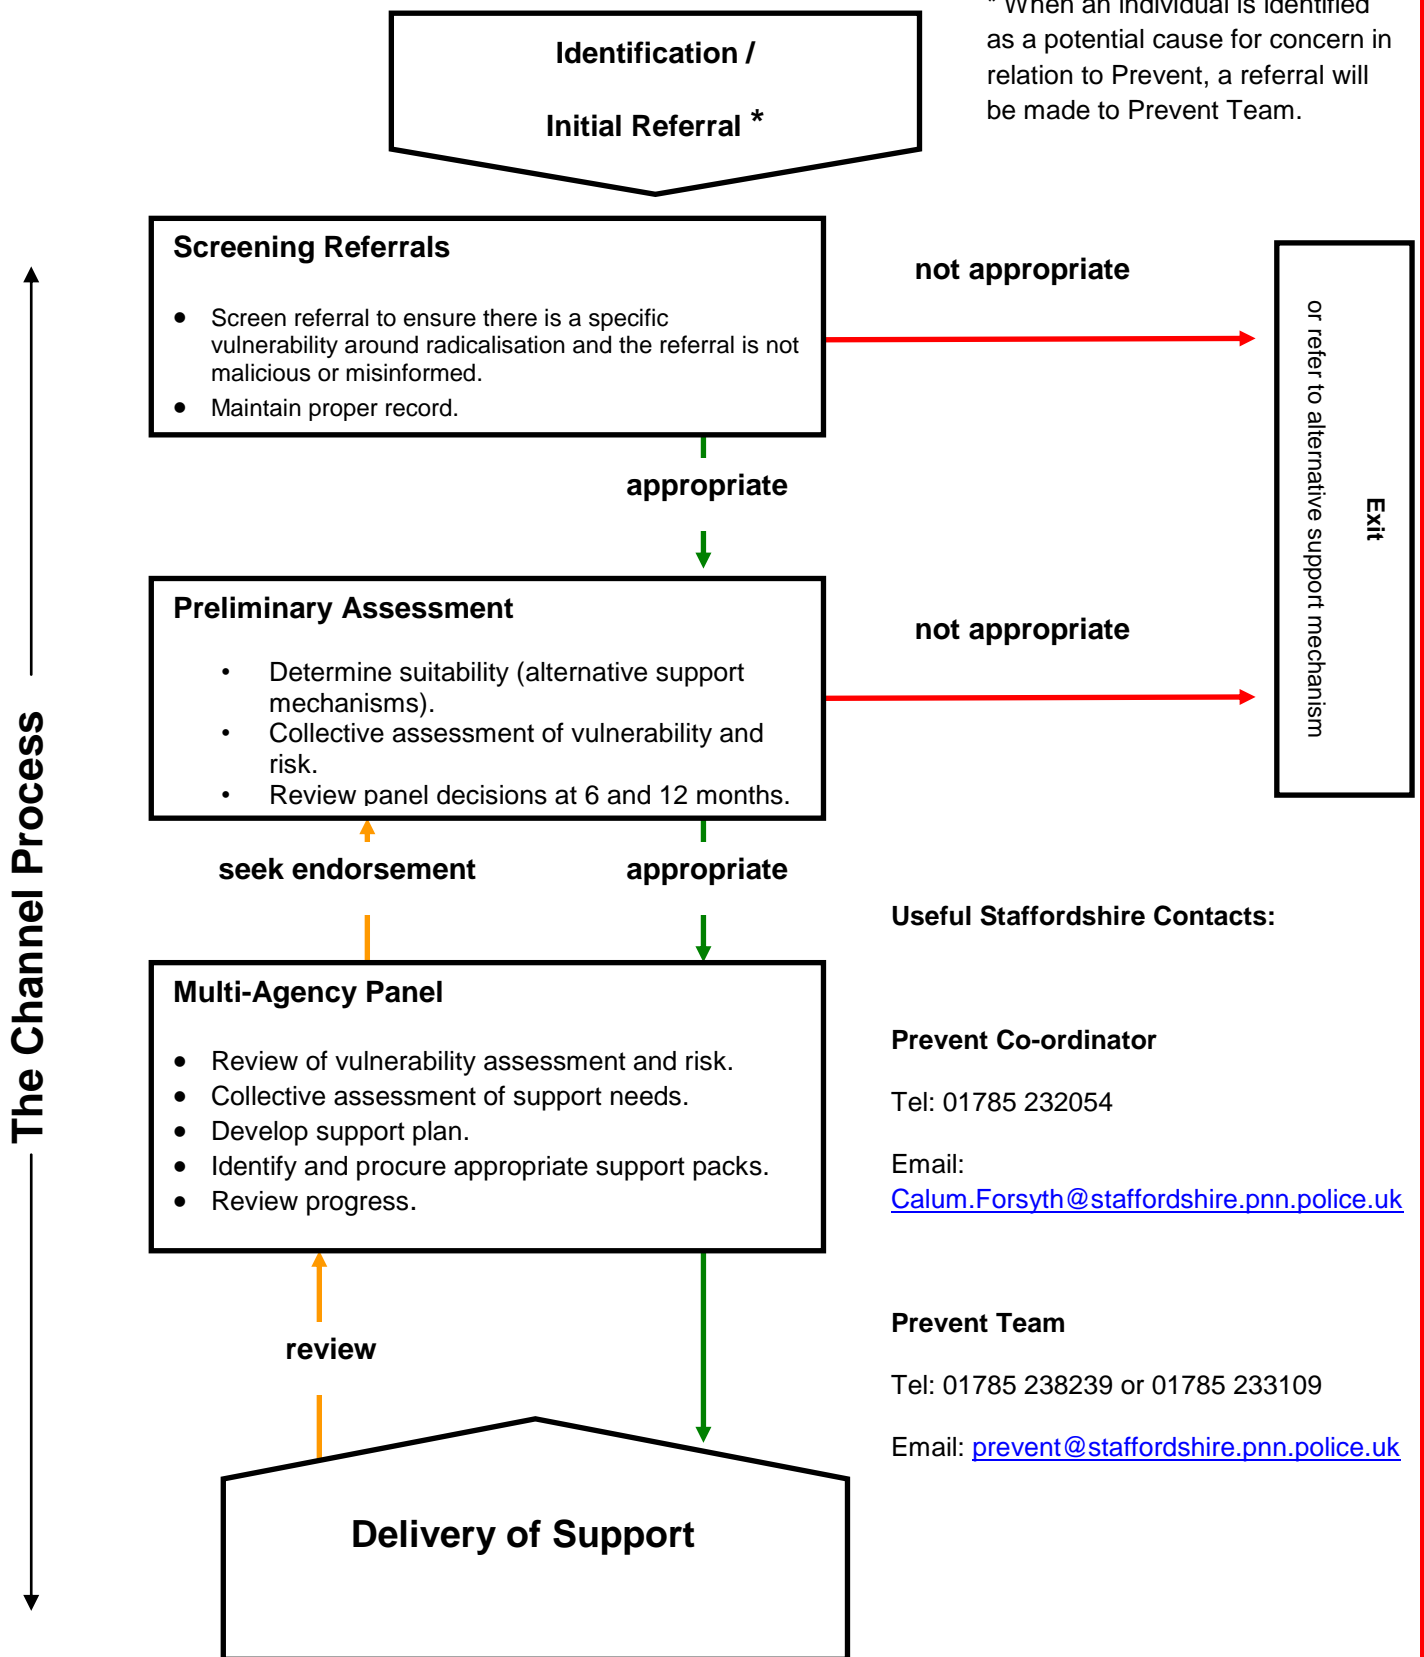 * When an individual is identified
as a potential cause for concern in
relation to Prevent, a referral will
be made to Prevent Team.
Identification /
Initial Referral *
Screening Referrals
• Screen referral to ensure there is a specific
vulnerability around radicalisation and the referral is not
malicious or misinformed.
• Maintain proper record.
not appropriate
Exit
or refer to alternative support mechanism
appropriate
The Channel Process
Preliminary Assessment
• Determine suitability (alternative support
mechanisms).
• Collective assessment of vulnerability and
risk.
• Review panel decisions at 6 and 12 months.
not appropriate
seek endorsement
appropriate
Multi-Agency Panel
• Review of vulnerability assessment and risk.
• Collective assessment of support needs.
• Develop support plan.
• Identify and procure appropriate support packs.
• Review progress.
review
Delivery of Support
Useful Staffordshire Contacts:
Prevent Co-ordinator
Tel: 01785 232054
Email:
Calum.Forsyth@staffordshire.pnn.police.uk
Prevent Team
Tel: 01785 238239 or 01785 233109
Email: prevent@staffordshire.pnn.police.uk